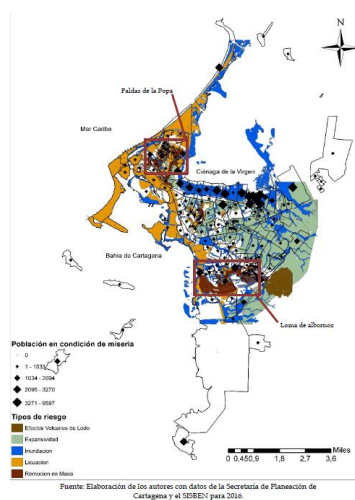 N
Faldas de la Popa
Mar Caribe
Ciénaga de la Virgen
Bahía de Cartagena
Loma de albornos
Población en condición de miseria
0
1 - 1033
1034 - 2094
2095 - 3270
3271 - 9597
Tipos de riesgo
Efectos Volcanes de Lodo
Expansividad
Inundacion
Licuacion
Remocion en Masa
0 0,45 0,9 1,8 2,7 3,6
Miles
Fuente: Elaboración de los autores con datos de la Secretaría de Planeación de
Cartagena y el SISBEN para 2016.